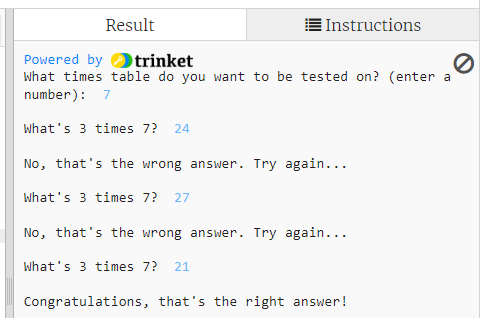 Result
Instructions
Powered by trinket
What times table do you want to be tested on? (enter a
number): 7
What's 3 times 7? 24
No, that's the wrong answer. Try again...
What's 3 times 7? 27
No, that's the wrong answer. Try again...
What's 3 times 7? 21
Congratulations, that's the right answer!